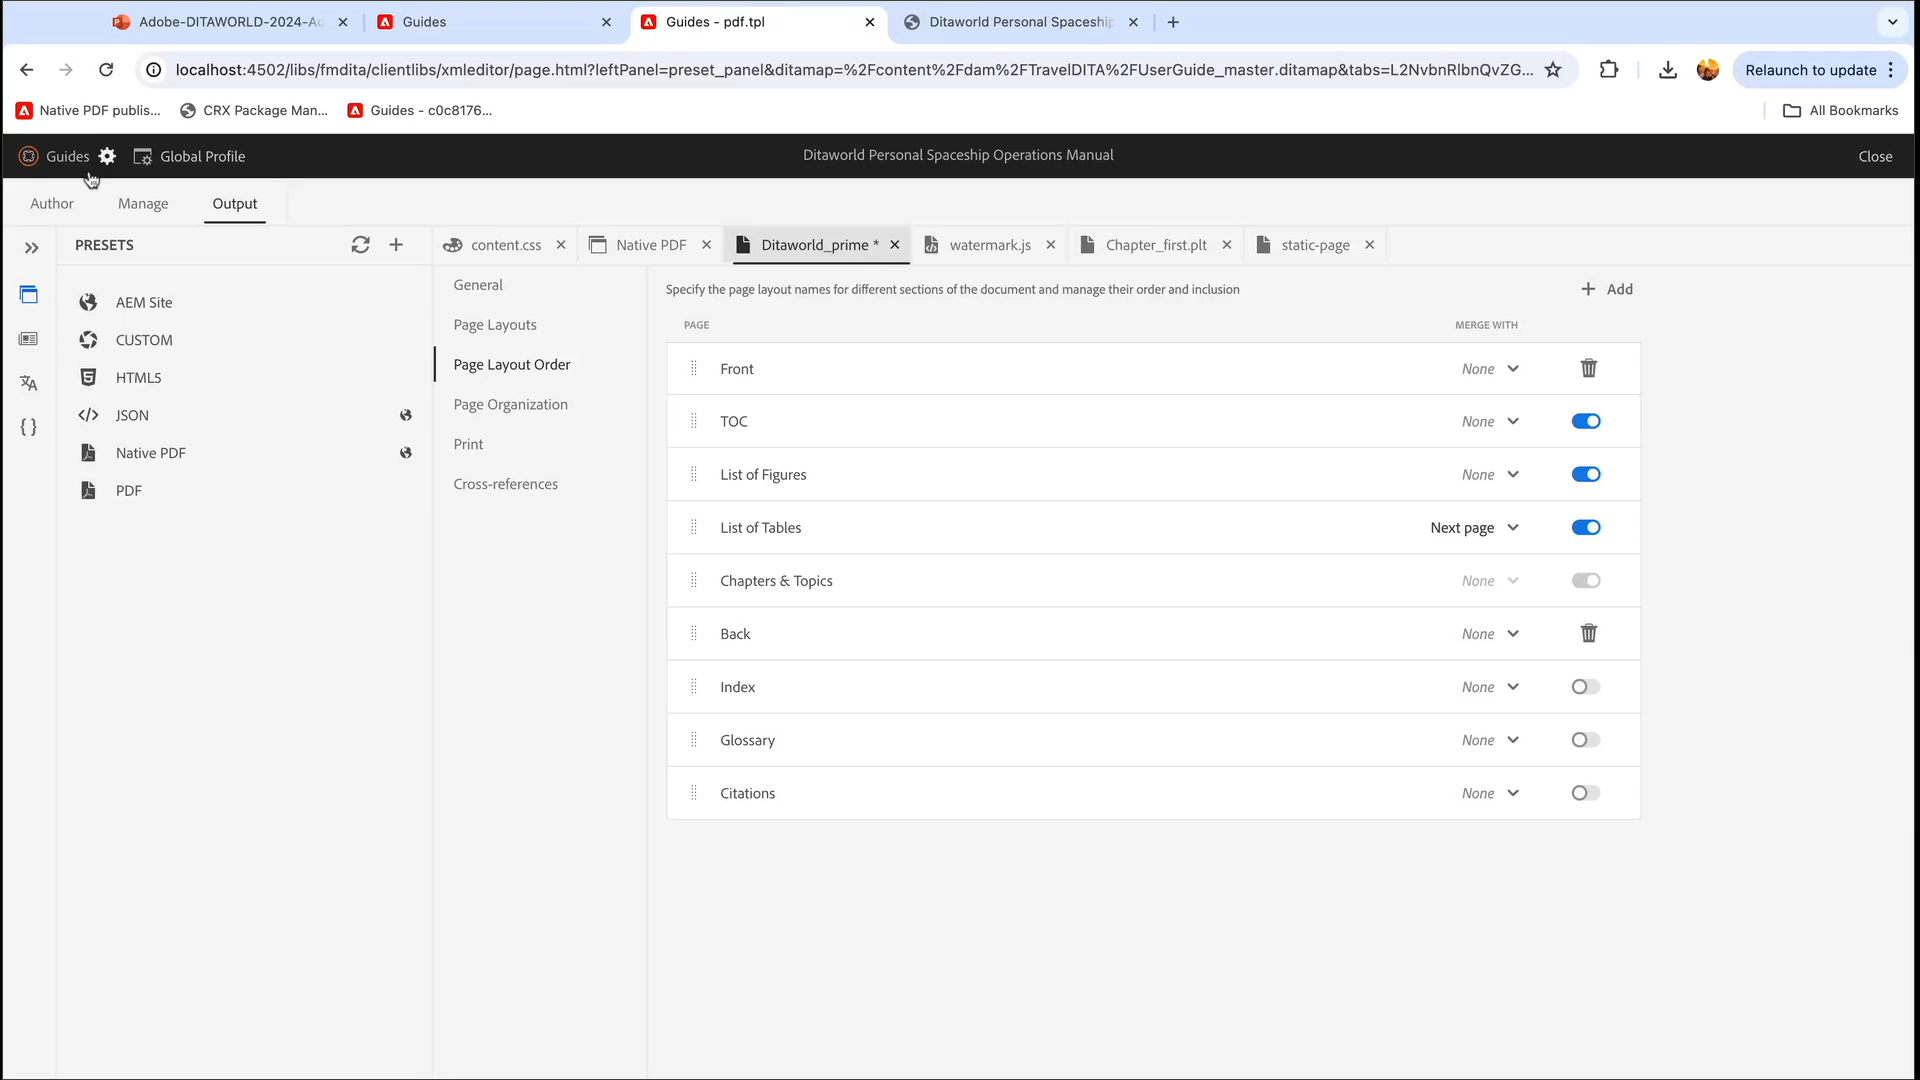 Adobe-DITAWORLD-2024-Ad
Guides
Guides - pdf.tpl
Ditaworld Personal Spaceship
localhost:4502/libs/fmdita/clientlibs/xmleditor/page.html?leftPanel=preset_panel&ditamap=%2Fcontent%2Fdam%2FTravelDITA%2FUserGuide_master.ditamap&tabs=L2NvbnRlbnQvZG...
Relaunch to update
Native PDF publis...
CRX Package Man...
Guides - c0c8176...
All Bookmarks
Guides
Global Profile
Ditaworld Personal Spaceship Operations Manual
Close
Author
Manage
Output
PRESETS
content.css
Native PDF
Ditaworld_prime *
watermark.js
Chapter_first.plt
static-page
AEM Site
CUSTOM
HTML5
JSON
Native PDF
PDF
General
Page Layouts
Page Layout Order
Page Organization
Print
Cross-references
Specify the page layout names for different sections of the document and manage their order and inclusion
Add
PAGE
MERGE WITH
Front
None
TOC
None
List of Figures
None
List of Tables
Next page
Chapters & Topics
None
Back
None
Index
None
Glossary
None
Citations
None